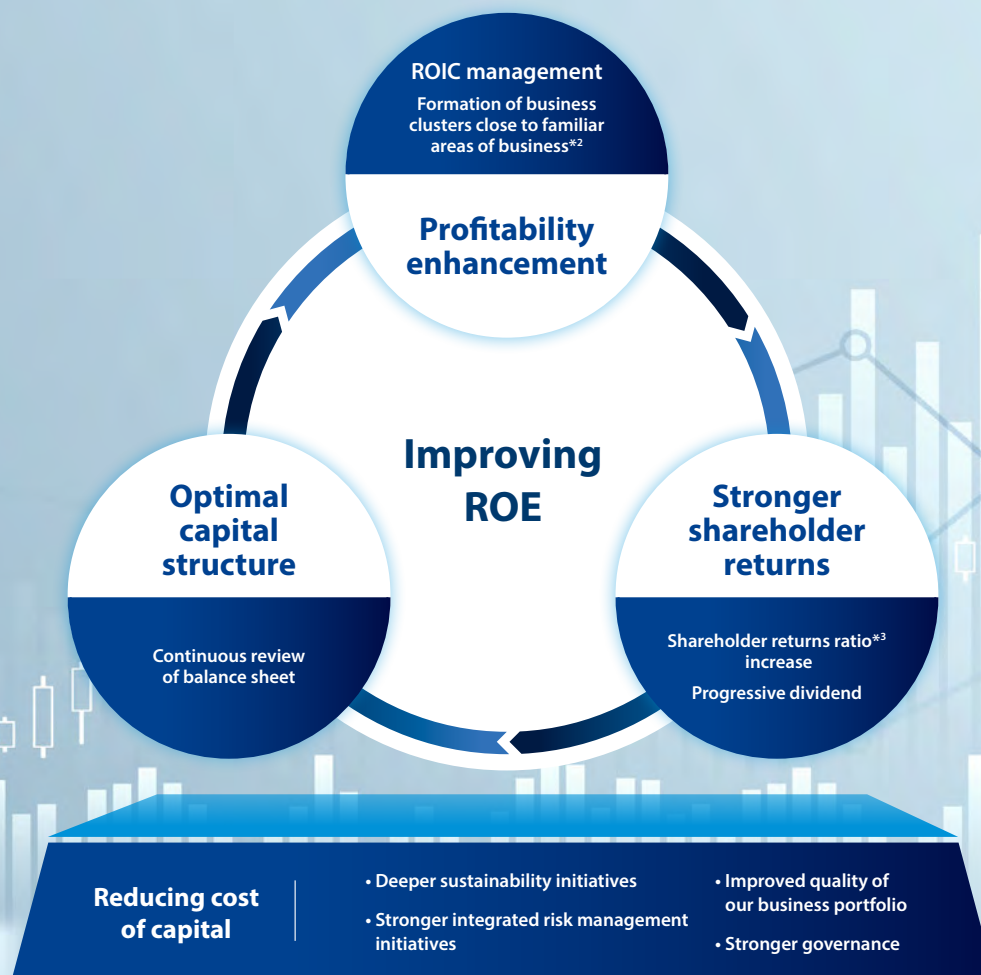 ROIC management
Formation of business
clusters close to familiar
areas of business*2
Profitability
enhancement
Improving
ROE
Optimal
capital
structure
Continuous review
of balance sheet
Stronger
shareholder
returns
Shareholder returns ratio*3
increase
Progressive dividend
Reducing cost
of capital
• Deeper sustainability initiatives
• Stronger integrated risk management
initiatives
• Improved quality of
our business portfolio
• Stronger governance